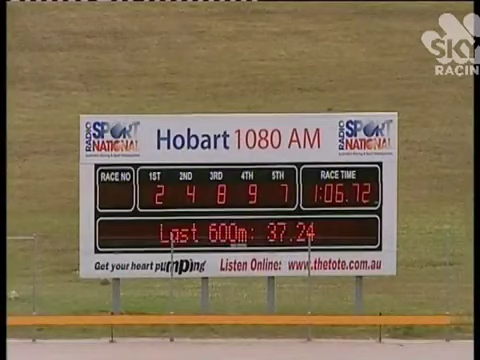 SKY
RACING
RADIO
SPORT
NATIONAL
Hobart 1080 AM
RADIO
SPORT
NATIONAL
RACE NO 1ST 2ND 3RD 4TH 5TH RACE TIME
2 4 8 9 7 1:06.72
Last 600m: 37.24
Get your heart pumping Listen Online: www.thetote.com.au